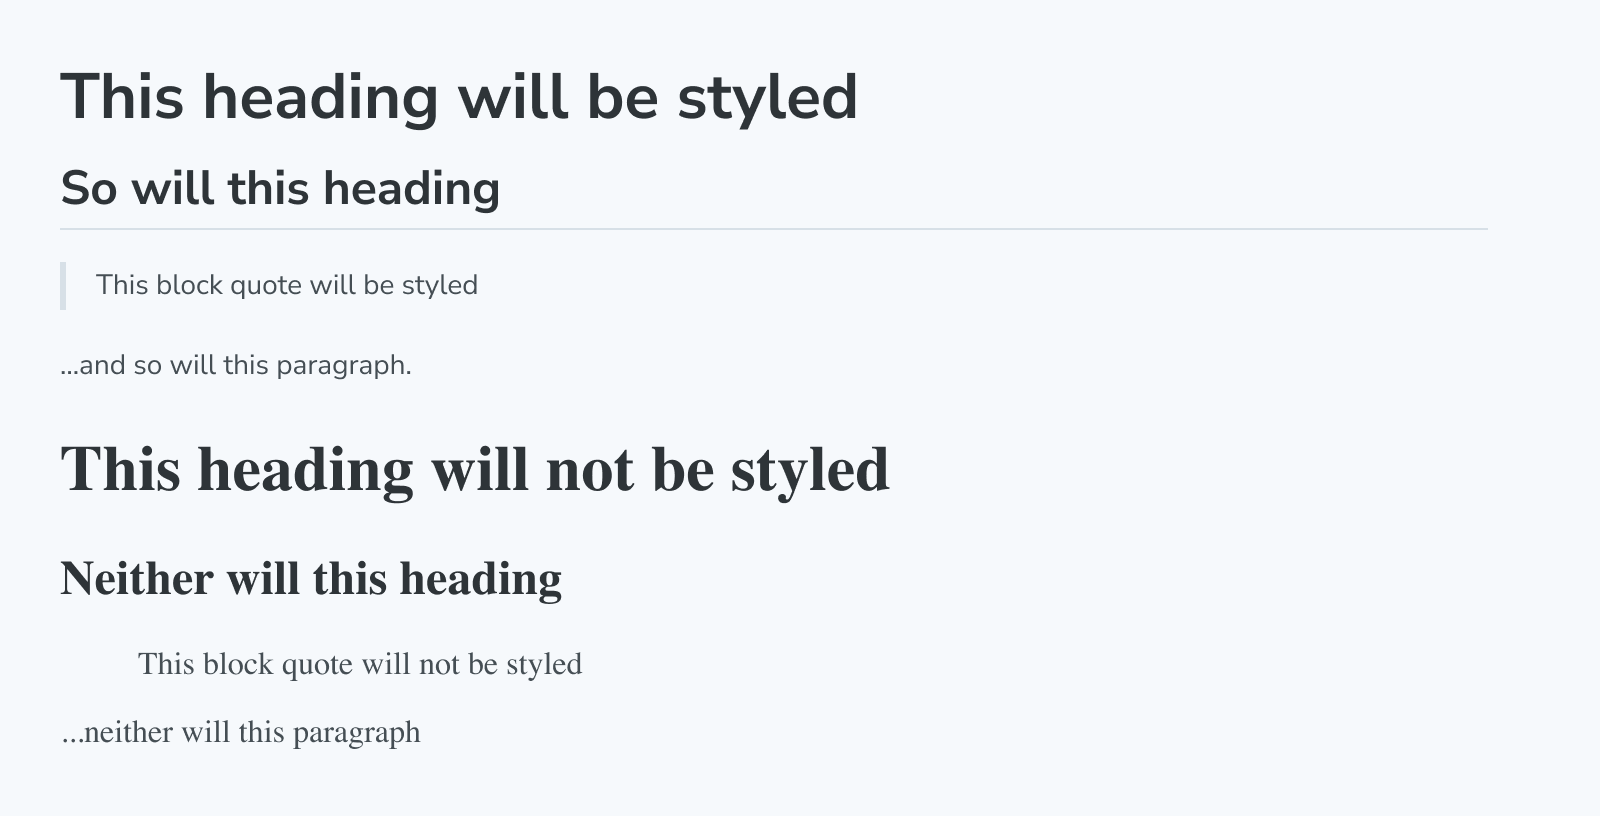 This heading will be styled
So will this heading
This block quote will be styled
...and so will this paragraph.
This heading will not be styled
Neither will this heading
This block quote will not be styled
...neither will this paragraph